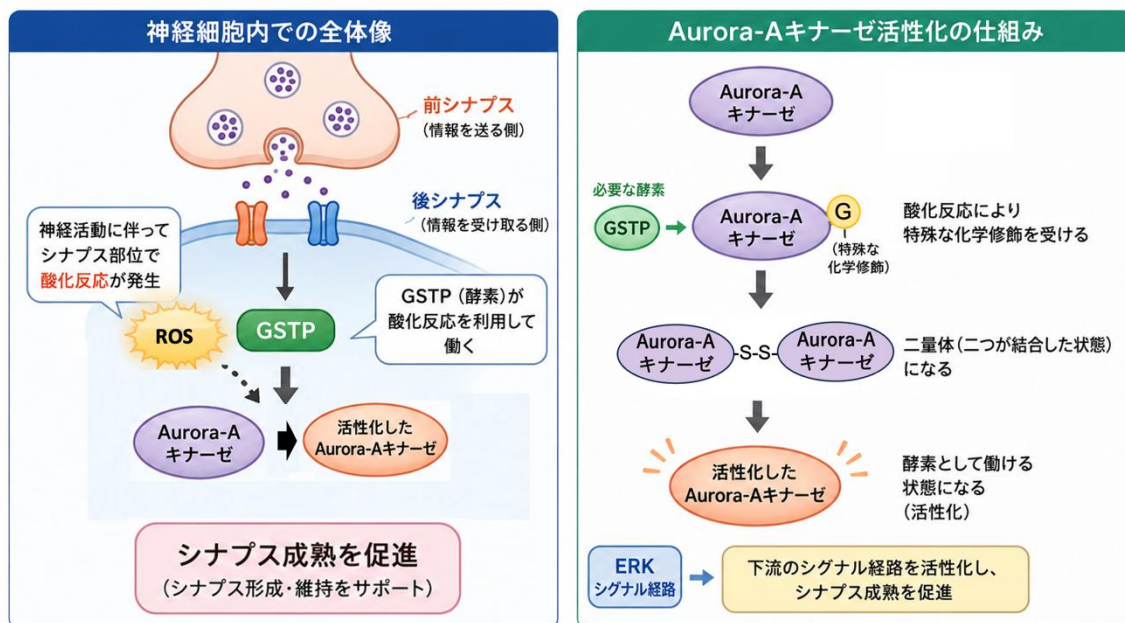 神経細胞内での全体像
前シナプス
(情報を送る側)
後シナプス
(情報を受け取る側)
神経活動に伴って
シナプス部位で
酸化反応が発生
ROS
GSTP
GSTP (酵素)が
酸化反応を利用して
働く
Aurora-A
キナーゼ
活性化した
Aurora-Aキナーゼ
シナプス成熟を促進
(シナプス形成・維持をサポート)
Aurora-Aキナーゼ活性化の仕組み
Aurora-A
キナーゼ
必要な酵素
GSTP
Aurora-A
キナーゼ
G
(特殊な
化学修飾)
酸化反応により
特殊な化学修飾を受ける
Aurora-A
キナーゼ
-S-S-
Aurora-A
キナーゼ
二量体(二つが結合した状態)
になる
活性化した
Aurora-Aキナーゼ
酵素として働ける
状態になる
(活性化)
ERK
シグナル経路
下流のシグナル経路を活性化し、
シナプス成熟を促進